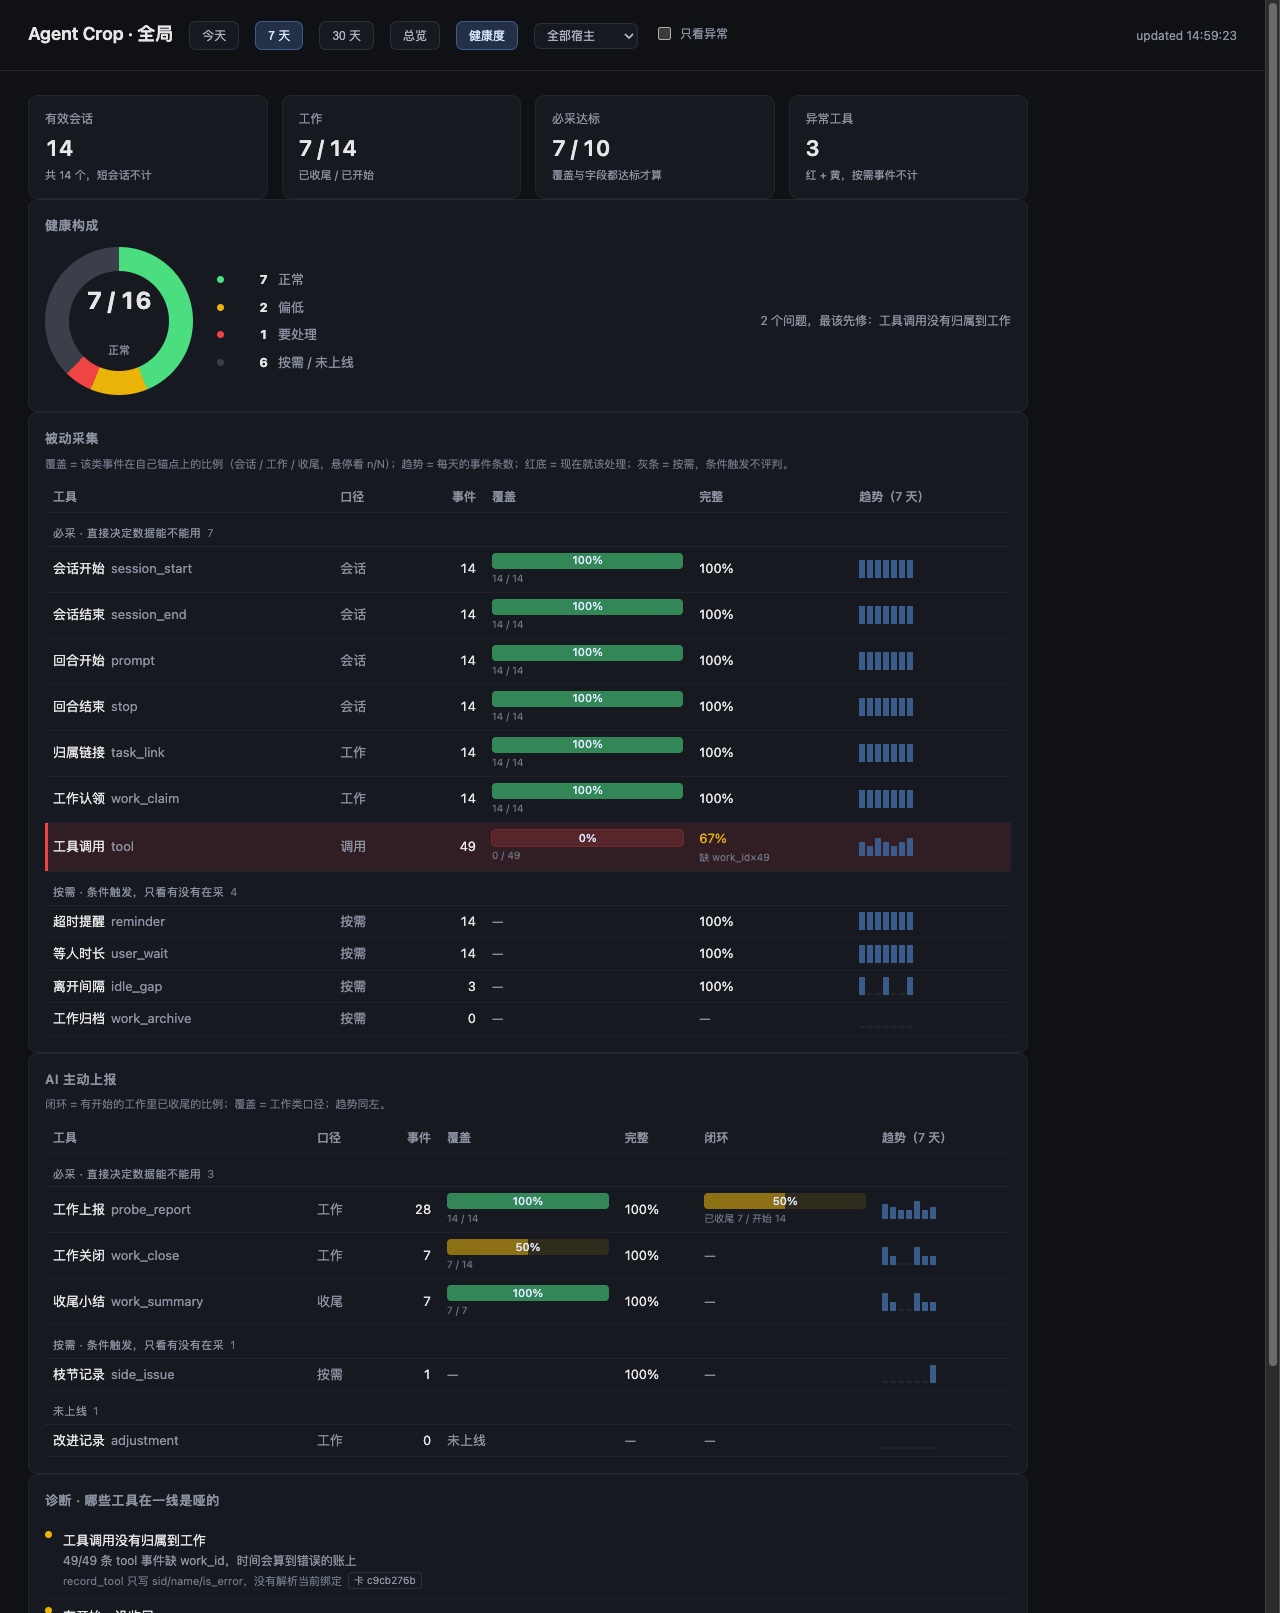 Agent Crop · 全局 今天 7 天 30 天 总览 健康度 全部宿主 只看异常 updated 14:59:23
有效会话
14
共 14 个，短会话不计
工作
7 / 14
已收尾 / 已开始
必采达标
7 / 10
覆盖与字段都达标才算
异常工具
3
红 + 黄，按需事件不计
健康构成
7 / 16
正常
7 正常
2 偏低
1 要处理
6 按需 / 未上线
2 个问题，最该先修：工具调用没有归属到工作
被动采集
覆盖 = 该类事件在自己锚点上的比例（会话 / 工作 / 收尾，悬停看 n/N）；趋势 = 每天的事件条数；红底 = 现在就该处理；灰条 = 按需，条件触发不评判。
工具 口径 事件 覆盖 完整 趋势（7 天）
必采 · 直接决定数据能不能用 7
会话开始 session_start 会话 14 100% 100%
14 / 14
会话结束 session_end 会话 14 100% 100%
14 / 14
回合开始 prompt 会话 14 100% 100%
14 / 14
回合结束 stop 会话 14 100% 100%
14 / 14
归属链接 task_link 工作 14 100% 100%
14 / 14
工作认领 work_claim 工作 14 100% 100%
14 / 14
工具调用 tool 调用 49 0% 67%
0 / 49 缺 work_id×49
按需 · 条件触发，只看有没有在采 4
超时提醒 reminder 按需 14 — 100%
等人时长 user_wait 按需 14 — 100%
离开间隔 idle_gap 按需 3 — 100%
工作归档 work_archive 按需 0 — —
AI 主动上报
闭环 = 有开始的工作里已收尾的比例；覆盖 = 工作类口径；趋势同左。
工具 口径 事件 覆盖 完整 闭环 趋势（7 天）
必采 · 直接决定数据能不能用 3
工作上报 probe_report 工作 28 100% 100% 50%
14 / 14 已收尾 7 / 开始 14
工作关闭 work_close 工作 7 50% 100% —
7 / 14
收尾小结 work_summary 收尾 7 100% 100% —
7 / 7
按需 · 条件触发，只看有没有在采 1
枝节记录 side_issue 按需 1 — 100% —
未上线 1
改进记录 adjustment 工作 0 未上线 — —
诊断 · 哪些工具在一线是哑的
工具调用没有归属到工作
49/49 条 tool 事件缺 work_id，时间会算到错误的账上
record_tool 只写 sid/name/is_error，没有解析当前绑定 卡 c9cb276b